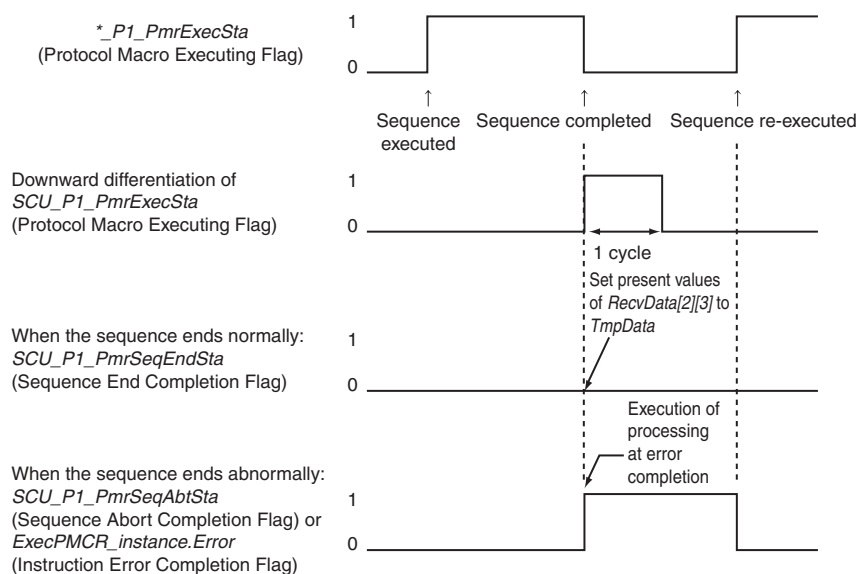 *_P1_PmrExecSta
(Protocol Macro Executing Flag)
1
0
↑ ↑ ↑
Sequence executed
Sequence completed
Sequence re-executed
Downward differentiation of
SCU_P1_PmrExecSta
(Protocol Macro Executing Flag)
1
0
1 cycle
Set present values
of RecvData[2][3] to
TmpData
When the sequence ends normally:
SCU_P1_PmrSeqEndSta
(Sequence End Completion Flag)
1
0
Execution of
processing
at error
completion
When the sequence ends abnormally:
SCU_P1_PmrSeqAbtSta
(Sequence Abort Completion Flag) or
ExecPMCR_instance.Error
(Instruction Error Completion Flag)
1
0